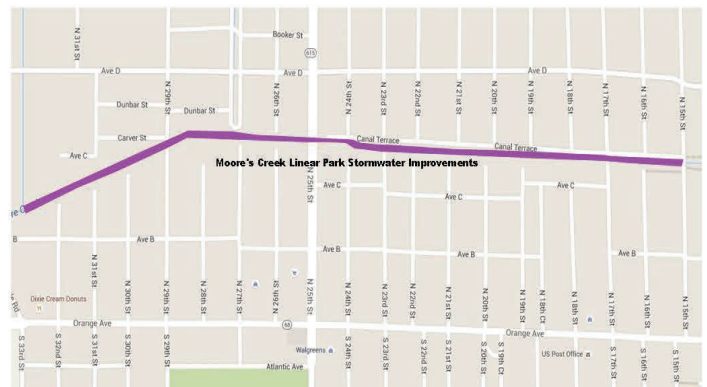 N 31st St
Booker St
615
Ave D
Ave D
Ave D
N 29th St
N 26th St
N 24th St
N 23rd St
N 22nd St
N 21st St
N 20th St
N 19th St
N 18th St
N 17th St
N 16th St
N 15th St
Dunbar St
Dunbar St
Carver St
Canal Terrace
Canal Terrace
Ave C
Moore's Creek Linear Park Stormwater Improvements
N 25th St
Ave C
Ave C
Ave C
B
Ave B
Ave B
Ave B
Ave B
N 31st St
N 30th St
N 29th St
N 28th St
N 27th St
N 26th St
N 25th St
N 24th St
N 23rd St
N 22nd St
N 21st St
N 20th St
N 19th St
N 18th Ct
N 18th St
N 17th St
N 16th St
N 15th St
Dixie Cream Donuts
Rd
Orange Ave
68
Orange Ave
S 33rd St
S 32nd St
S 31st St
S 30th St
S 29th St
Walgreens
Atlantic Ave
S 24th St
S 23rd St
S 22nd St
S 21st St
S 20th St
S 19th Ct
US Post Office
S 17th St
S 16th St
S 15th St